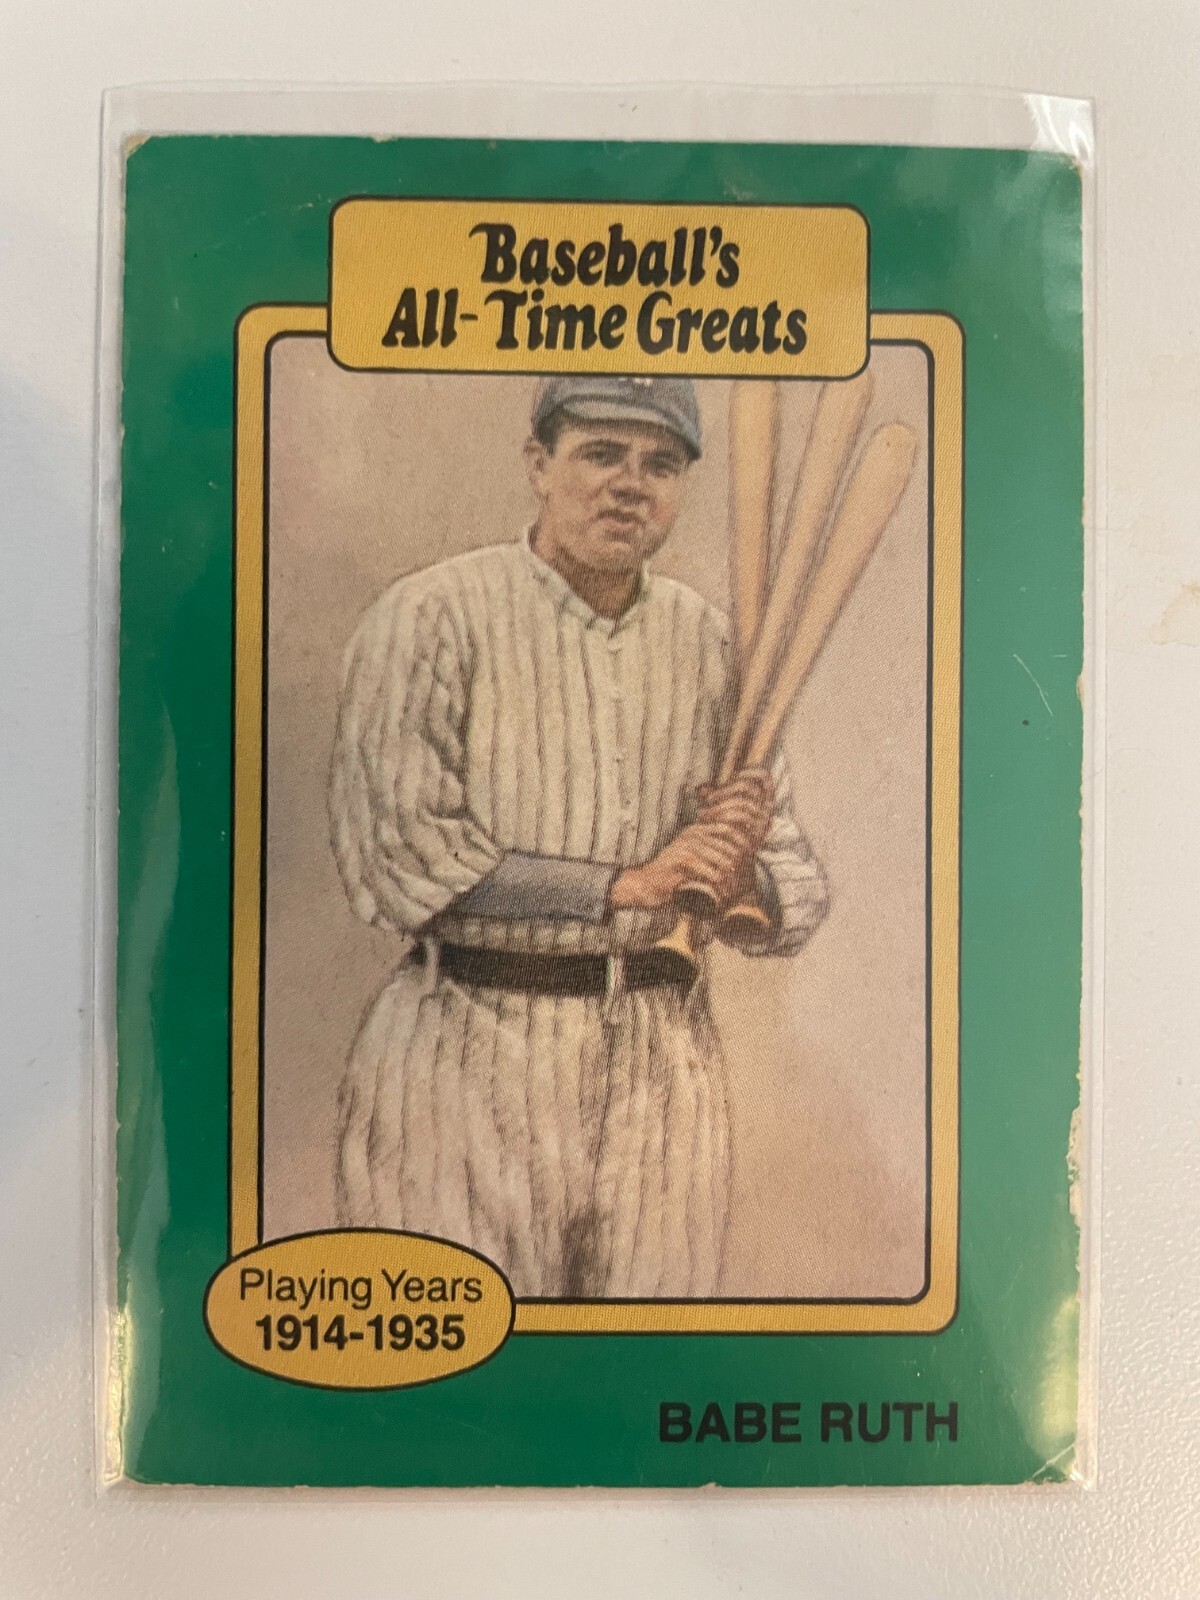 Baseball's
All-Time Greats
Playing Years
1914-1935
BABE RUTH